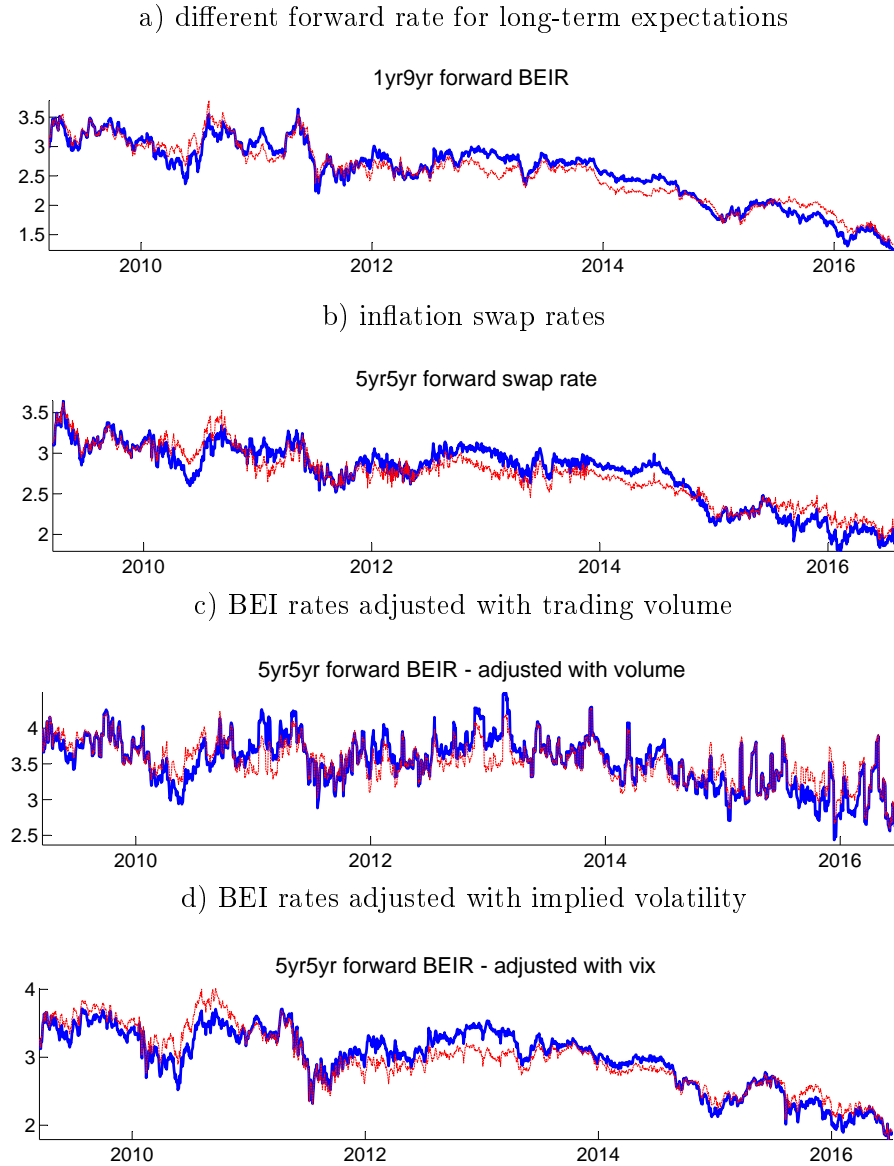 a) different forward rate for long-term expectations
1yr9yr forward BEIR
3.5
3
2.5
2
1.5
2010 2012 2014 2016
b) inflation swap rates
5yr5yr forward swap rate
3.5
3
2.5
2
2010 2012 2014 2016
c) BEI rates adjusted with trading volume
5yr5yr forward BEIR - adjusted with volume
4
3.5
3
2.5
2010 2012 2014 2016
d) BEI rates adjusted with implied volatility
5yr5yr forward BEIR - adjusted with vix
4
3
2
2010 2012 2014 2016